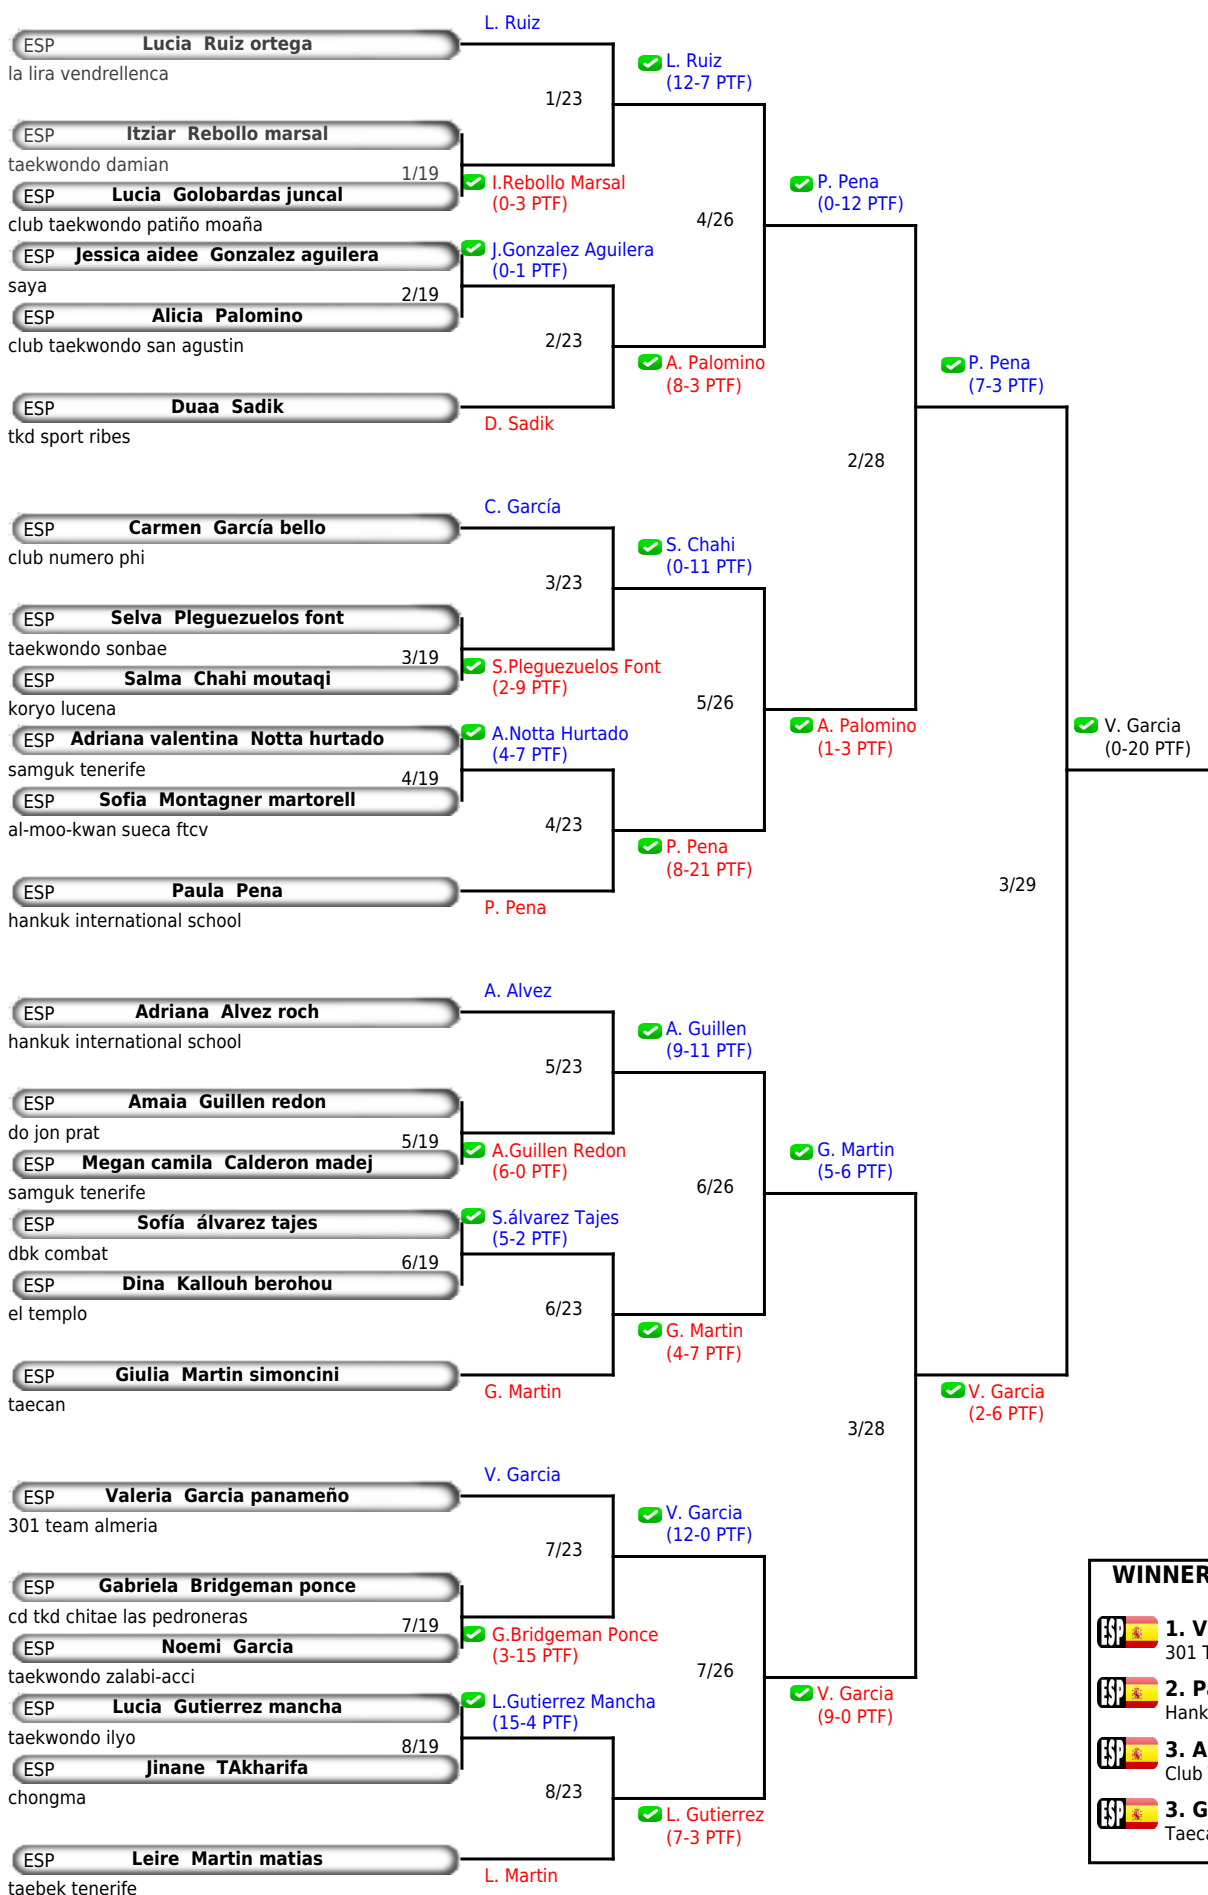 L. Ruiz
ESP Lucia Ruiz ortega
la lira vendrellenca
L. Ruiz
(12-7 PTF)
1/23
ESP Itziar Rebollo marsal
taekwondo damian
1/19
I.Rebollo Marsal
(0-3 PTF)
ESP Lucia Golobardas juncal
club taekwondo patiño moaña
P. Pena
(0-12 PTF)
4/26
ESP Jessica aidee Gonzalez aguilera
saya
J.Gonzalez Aguilera
(0-1 PTF)
2/19
ESP Alicia Palomino
club taekwondo san agustin
2/23
A. Palomino
(8-3 PTF)
P. Pena
(7-3 PTF)
ESP Duaa Sadik
tkd sport ribes
D. Sadik
2/28
C. García
ESP Carmen García bello
club numero phi
S. Chahi
(0-11 PTF)
3/23
ESP Selva Pleguezuelos font
taekwondo sonbae
3/19
S.Pleguezuelos Font
(2-9 PTF)
ESP Salma Chahi moutaqi
koryo lucena
5/26
A. Palomino
(1-3 PTF)
V. Garcia
(0-20 PTF)
ESP Adriana valentina Notta hurtado
samguk tenerife
A.Notta Hurtado
(4-7 PTF)
4/19
ESP Sofia Montagner martorell
al-moo-kwan sueca ftcv
4/23
P. Pena
(8-21 PTF)
ESP Paula Pena
hankuk international school
P. Pena
3/29
A. Alvez
ESP Adriana Alvez roch
hankuk international school
A. Guillen
(9-11 PTF)
5/23
ESP Amaia Guillen redon
do jon prat
5/19
A.Guillen Redon
(6-0 PTF)
ESP Megan camila Calderon madej
samguk tenerife
G. Martin
(5-6 PTF)
6/26
ESP Sofía álvarez tajes
dbk combat
S.álvarez Tajes
(5-2 PTF)
6/19
ESP Dina Kallouh berohou
el templo
6/23
G. Martin
(4-7 PTF)
ESP Giulia Martin simoncini
taecan
G. Martin
V. Garcia
(2-6 PTF)
3/28
V. Garcia
ESP Valeria Garcia panameño
301 team almeria
V. Garcia
(12-0 PTF)
7/23
ESP Gabriela Bridgeman ponce
cd tkd chitae las pedroneras
7/19
G.Bridgeman Ponce
(3-15 PTF)
ESP Noemi Garcia
taekwondo zalabi-acci
7/26
V. Garcia
(9-0 PTF)
ESP Lucia Gutierrez mancha
taekwondo ilyo
L.Gutierrez Mancha
(15-4 PTF)
8/19
ESP Jinane TAkharifa
chongma
8/23
L. Gutierrez
(7-3 PTF)
ESP Leire Martin matias
taebek tenerife
L. Martin
WINNER
ESP 1. V
301 T
ESP 2. Pa
Hank
ESP 3. A
Club
ESP 3. G
Taeca